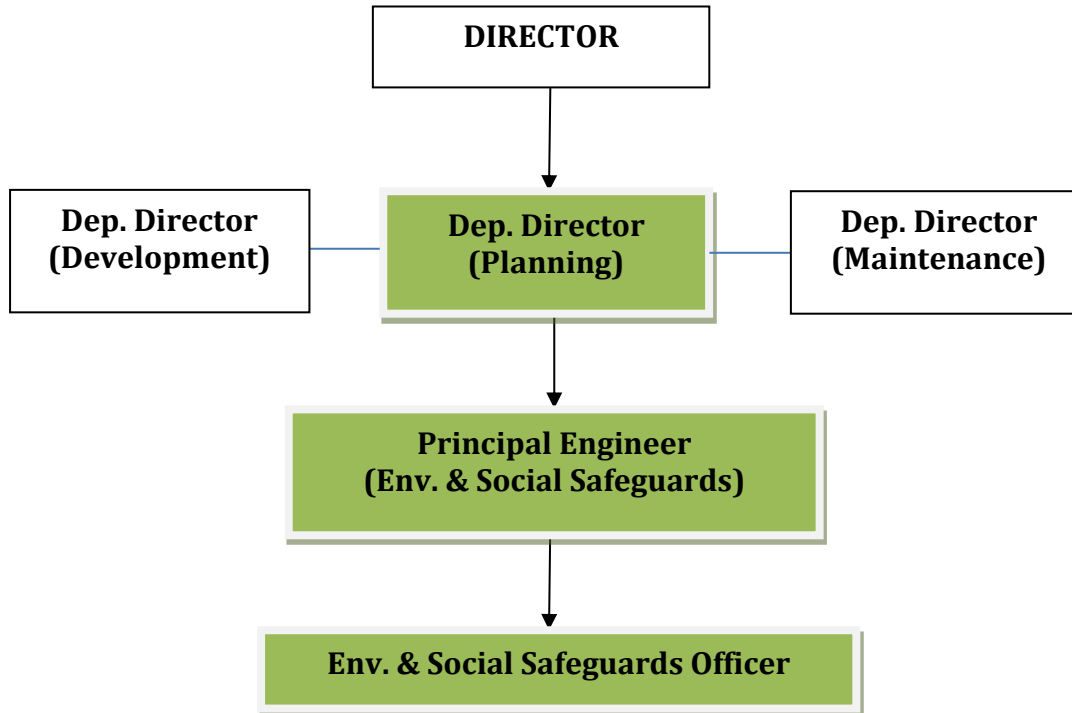 DIRECTOR
Dep. Director
(Development)
Dep. Director
(Planning)
Dep. Director
(Maintenance)
Principal Engineer
(Env. & Social Safeguards)
Env. & Social Safeguards Officer